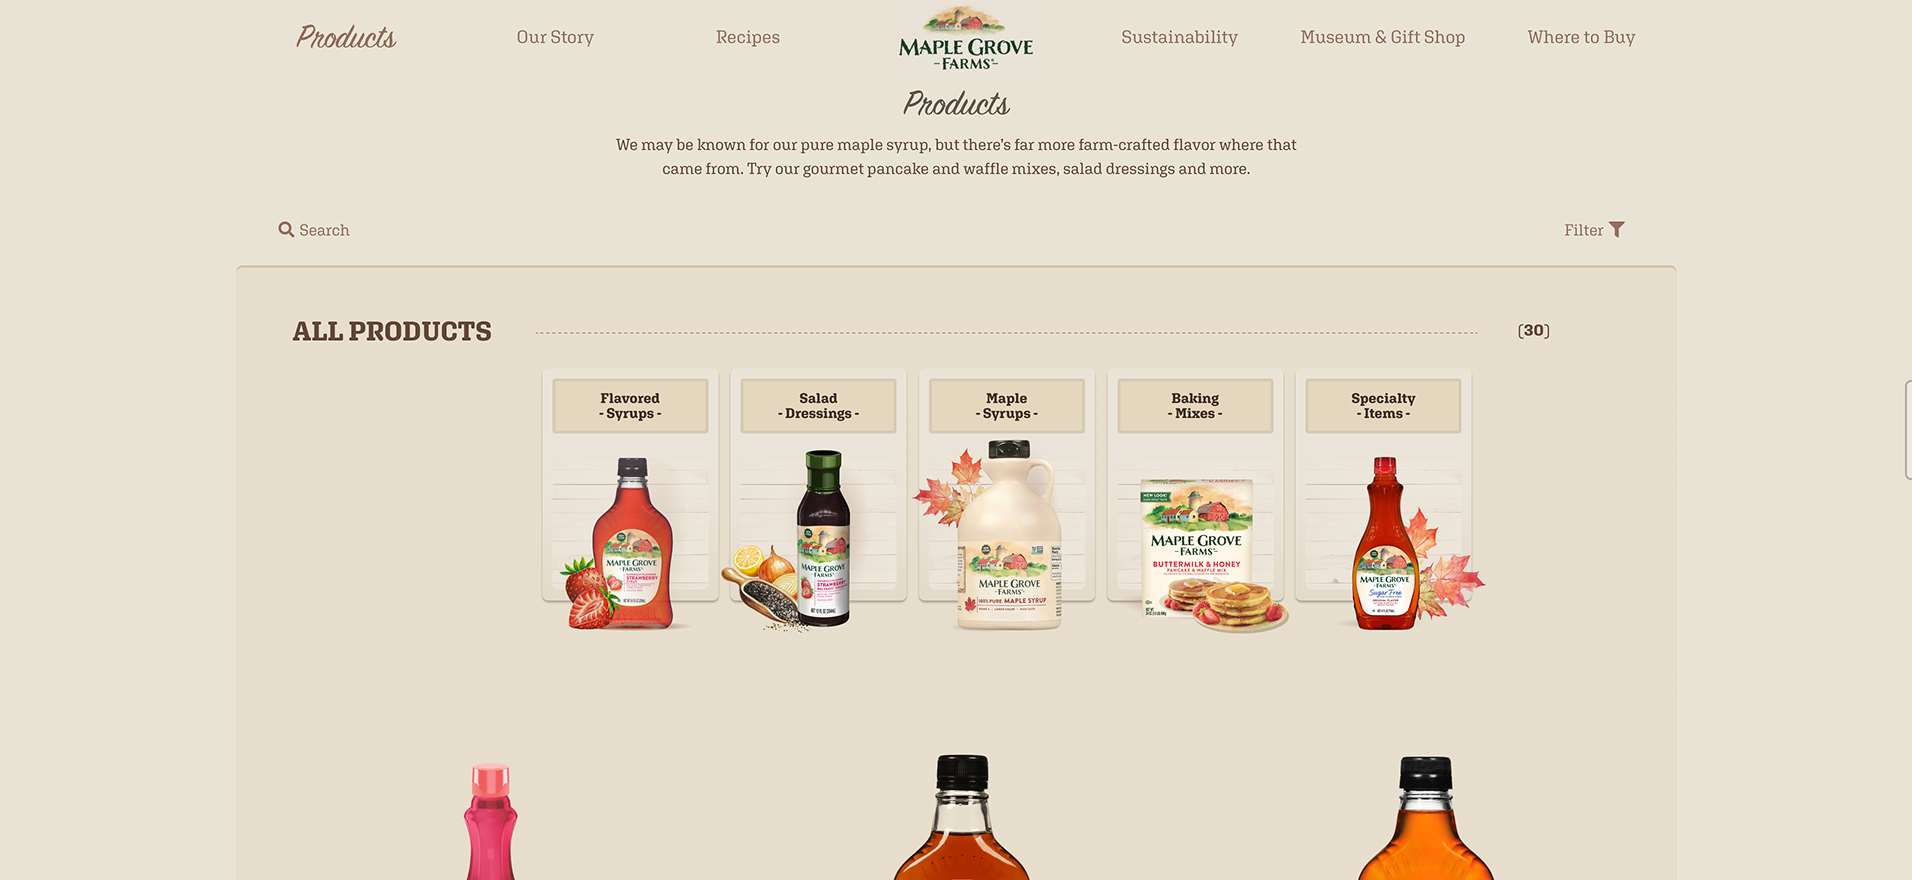 Products
Our Story
Recipes
MAPLE GROVE
-FARMS®-
Sustainability
Museum & Gift Shop
Where to Buy
Products
We may be known for our pure maple syrup, but there's far more farm-crafted flavor where that
came from. Try our gourmet pancake and waffle mixes, salad dressings and more.
Search
Filter
ALL PRODUCTS
(30)
Flavored
- Syrups -
Salad
- Dressings -
Maple
- Syrups -
Baking
- Mixes -
Specialty
- Items -
MAPLE GROVE
FARMS
STRAWBERRY
SYRUP
MAPLE GROVE
FARMS
STRAWBERRY
MAPLE GROVE
FARMS
100% PURE MAPLE SYRUP
NEW LOOK!
MAPLE GROVE
-FARMS-
BUTTERMILK & HONEY
PANCAKE & WAFFLE MIX
MAPLE GROVE
FARMS
Sugar Free